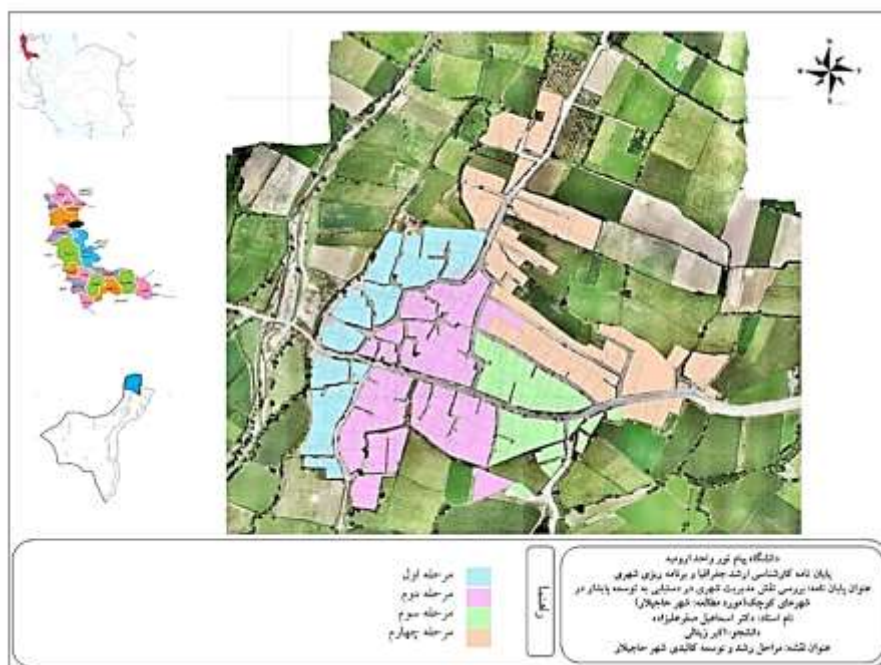 مرحله اول
مرحله دوم
مرحله سوم
مرحله چهارم
راهنما
دانشگاه پیام نور واحد ارومیه
پایان نامه کارشناسی ارشد جغرافیا و برنامه ریزی شهری
عنوان پایان نامه: بررسی نقش مدیریت شهری در دستیابی به توسعه پایدار در
شهرهای کوچک(مورد مطالعه: شهر حاجیلار)
نام استاد: دکتر اسماعیل صفرعلیزاده
دانشجو: اکبر زینالی
عنوان نقشه: مراحل رشد و توسعه کالبدی شهر حاجیلار